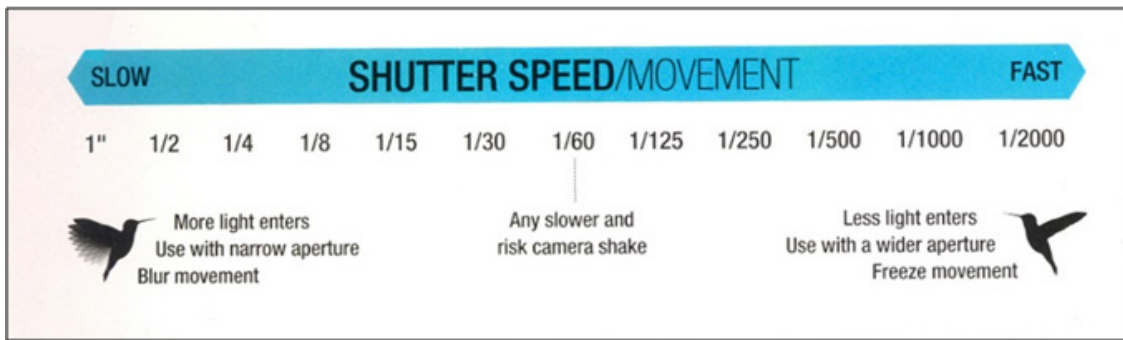 SLOW SHUTTER SPEED/MOVEMENT FAST
1" 1/2 1/4 1/8 1/15 1/30 1/60 1/125 1/250 1/500 1/1000 1/2000
More light enters
Use with narrow aperture
Blur movement
Any slower and
risk camera shake
Less light enters
Use with a wider aperture
Freeze movement